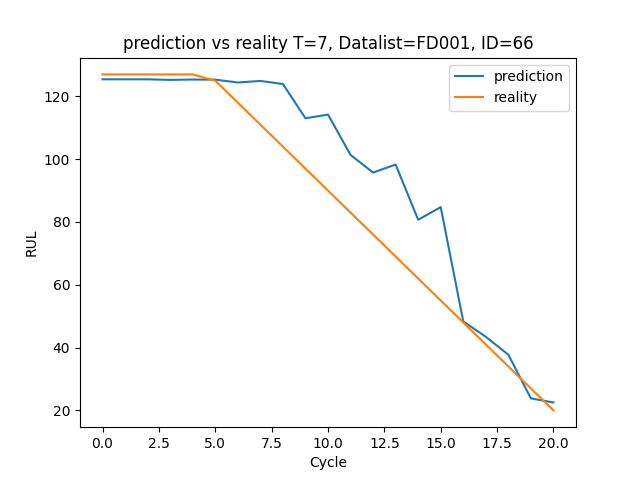 prediction vs reality T=7, Datalist=FD001, ID=66
prediction
reality
120
100
80
60
40
20
RUL
0.0 2.5 5.0 7.5 10.0 12.5 15.0 17.5 20.0
Cycle